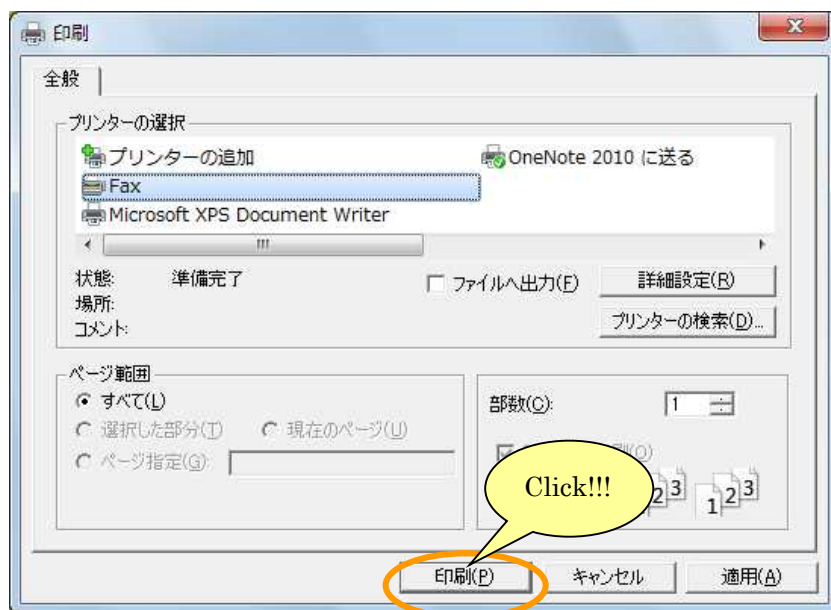 印刷
全般
プリンターの選択
プリンターの追加
OneNote 2010 に送る
Fax
Microsoft XPS Document Writer
状態: 準備完了
ファイルへ出力(F)
詳細設定(R)
場所:
コメント:
プリンターの検索(D)...
ページ範囲
すべて(L)
部数(C): 1
選択した部分(T) 現在のページ(U)
ページ指定(G):
(O)
Click!!!
2 3 1 2 3
印刷(P) キャンセル 適用(A)